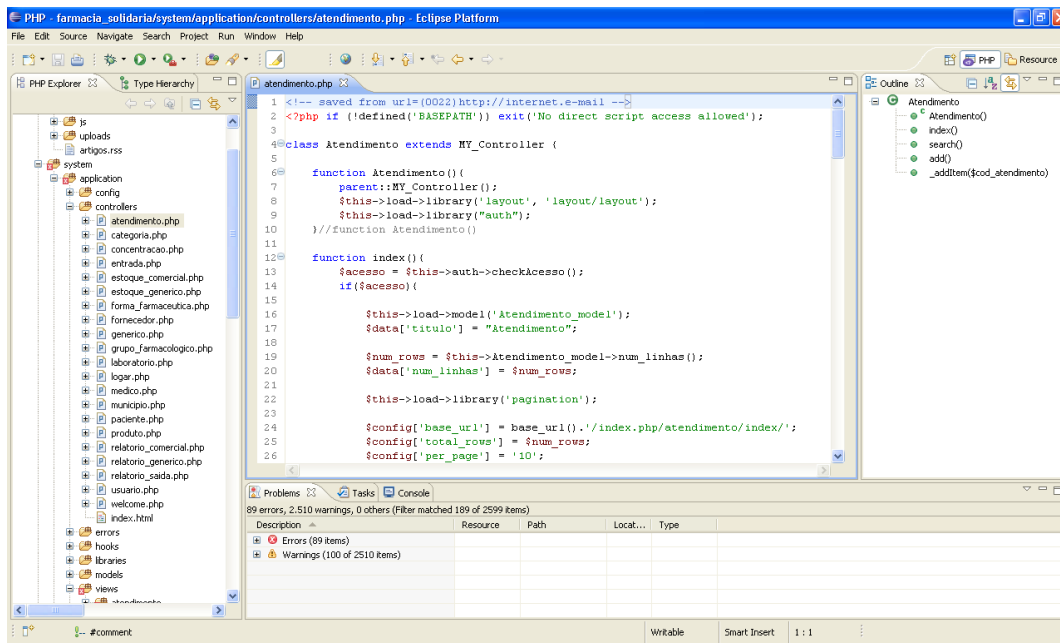 PHP - farmacia_solidaria/system/application/controllers/atendimento.php - Eclipse Platform
File Edit Source Navigate Search Project Run Window Help
PHP Resource
PHP Explorer Type Hierarchy
js
uploads
artigos.rss
system
application
config
controllers
atendimento.php
categoria.php
concentracao.php
entrada.php
estoque_comercial.php
estoque_generico.php
forma_farmaceutica.php
fornecedor.php
generico.php
grupo_farmacologico.php
laboratorio.php
logar.php
medico.php
municipio.php
paciente.php
produto.php
relatorio_comercial.php
relatorio_generico.php
relatorio_saida.php
usuario.php
welcome.php
index.html
errors
hooks
libraries
models
views
atendimento
atendimento.php
1 <!-- saved from url=(0022)http://internet.e-mail -->
2 <?php if (!defined('BASEPATH')) exit('No direct script access allowed');
3
4 class Atendimento extends MY_Controller {
5
6 function Atendimento(){
7 parent::MY_Controller();
8 $this->load->library('layout', 'layout/layout');
9 $this->load->library("auth");
10 }//function Atendimento()
11
12 function index(){
13 $acesso = $this->auth->checkAcesso();
14 if($acesso){
15
16 $this->load->model('Atendimento_model');
17 $data['titulo'] = "Atendimento";
18
19 $num_rows = $this->Atendimento_model->num_linhas();
20 $data['num_linhas'] = $num_rows;
21
22 $this->load->library('pagination');
23
24 $config['base_url'] = base_url().'/index.php/atendimento/index/';
25 $config['total_rows'] = $num_rows;
26 $config['per_page'] = '10';
Outline
Atendimento
Atendimento()
index()
search()
add()
_addItem($cod_atendimento)
Problems Tasks Console
89 errors, 2.510 warnings, 0 others (Filter matched 189 of 2599 items)
Description Resource Path Locat... Type
Errors (89 items)
Warnings (100 of 2510 items)
#comment Writable Smart Insert 1 : 1